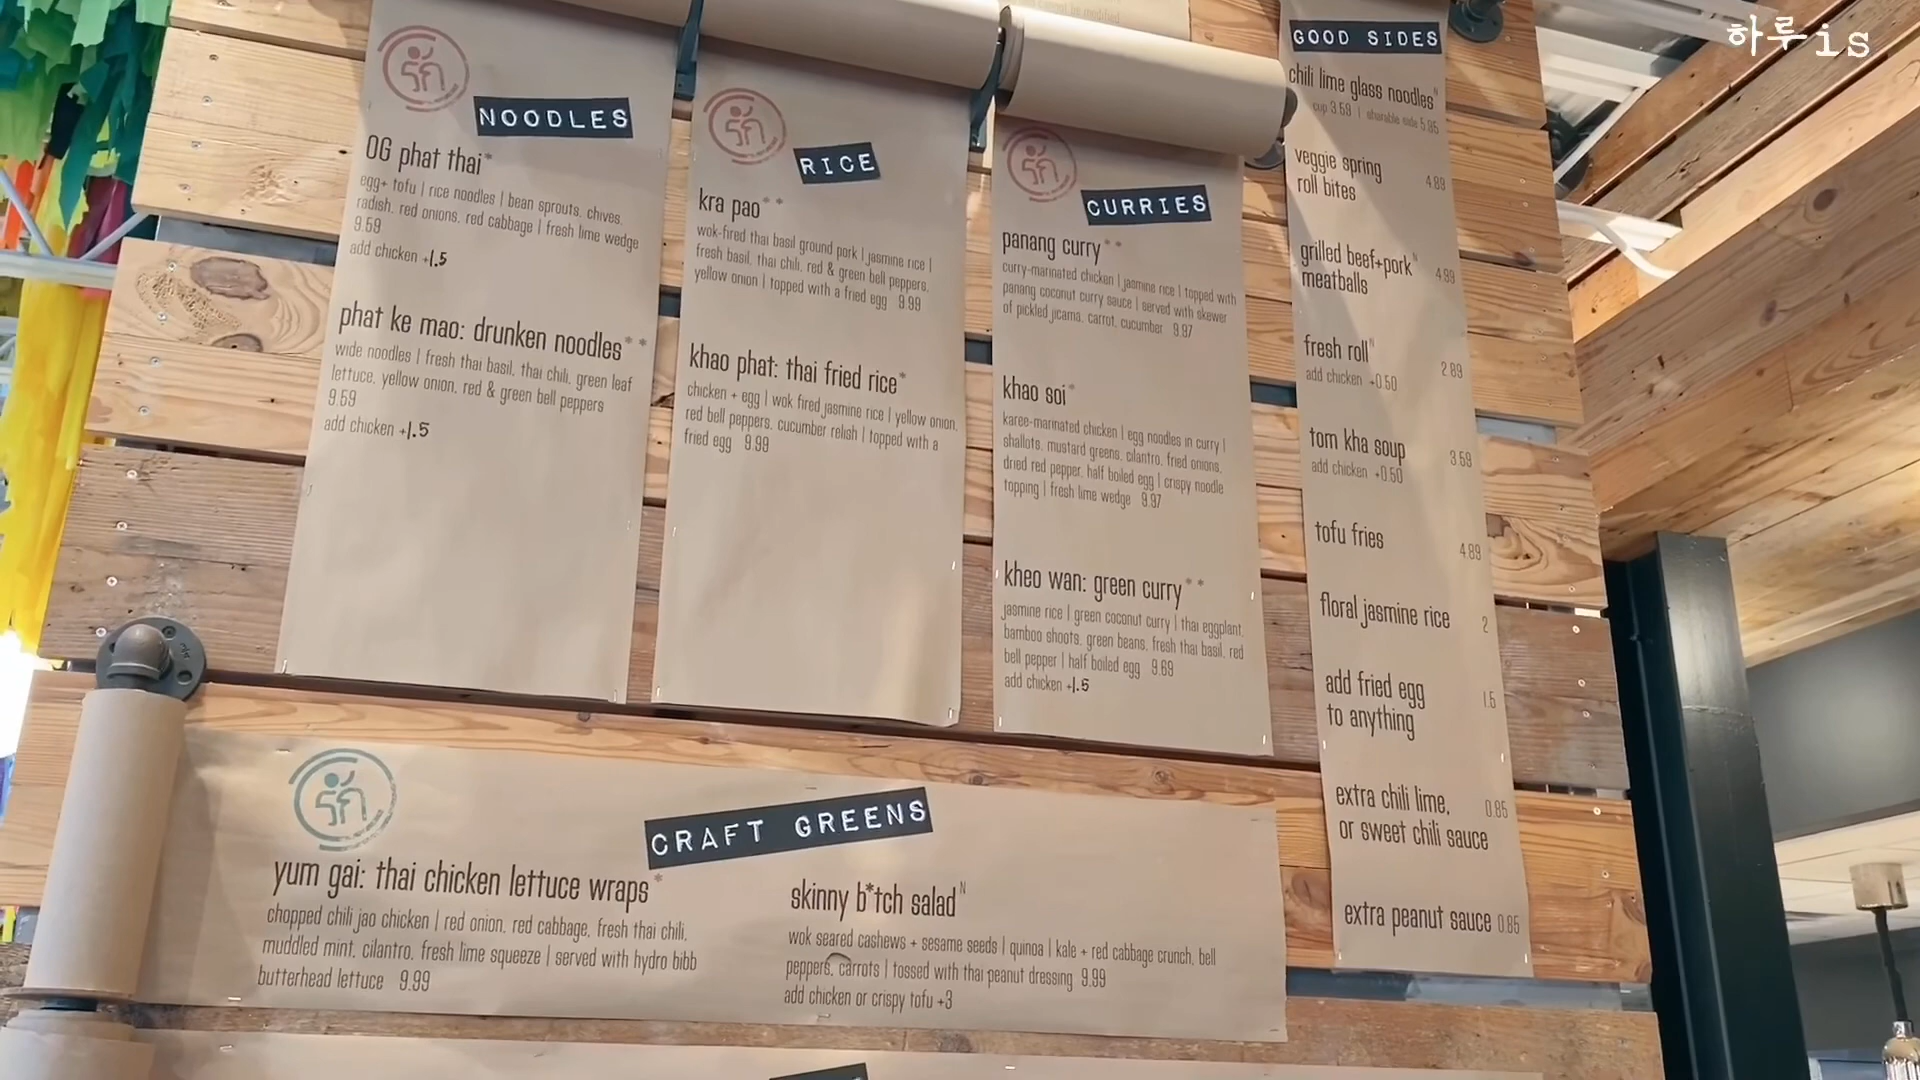 하루is
NOODLES
OG phat thai*
egg+ tofu | rice noodles | bean sprouts, chives,
radish, red onions, red cabbage | fresh lime wedge
9.59
add chicken +1.5
phat ke mao: drunken noodles**
wide noodles | fresh thai basil, thai chili, green leaf
lettuce, yellow onion, red & green bell peppers
9.59
add chicken +1.5
RICE
kra pao**
wok-fired thai basil ground pork | jasmine rice |
fresh basil, thai chili, red & green bell peppers,
yellow onion | topped with a fried egg 9.99
khao phat: thai fried rice*
chicken + egg | wok fired jasmine rice | yellow onion,
red bell peppers, cucumber relish | topped with a
fried egg 9.99
CURRIES
panang curry**
curry-marinated chicken | jasmine rice | topped with
panang coconut curry sauce | served with skewer
of pickled jicama, carrot, cucumber 9.97
khao soi*
karee-marinated chicken | egg noodles in curry |
shallots, mustard greens, cilantro, fried onions,
dried red pepper, half boiled egg | crispy noodle
topping | fresh lime wedge 9.97
kheo wan: green curry**
jasmine rice | green coconut curry | thai eggplant,
bamboo shoots, green beans, fresh thai basil, red
bell pepper | half boiled egg 9.69
add chicken +1.5
GOOD SIDES
chili lime glass noodles N
cup 3.59 | sharable side 5.95
veggie spring
roll bites 4.89
grilled beef+pork N 4.99
meatballs
fresh roll N 2.89
add chicken +0.50
tom kha soup 3.59
add chicken +0.50
tofu fries 4.89
floral jasmine rice 2
add fried egg 1.5
to anything
extra chili lime, 0.85
or sweet chili sauce
extra peanut sauce 0.85
CRAFT GREENS
yum gai: thai chicken lettuce wraps*
chopped chili jao chicken | red onion, red cabbage, fresh thai chili,
muddled mint, cilantro, fresh lime squeeze | served with hydro bibb
butterhead lettuce 9.99
skinny b*tch salad N
wok seared cashews + sesame seeds | quinoa | kale + red cabbage crunch, bell
peppers, carrots | tossed with thai peanut dressing 9.99
add chicken or crispy tofu +3